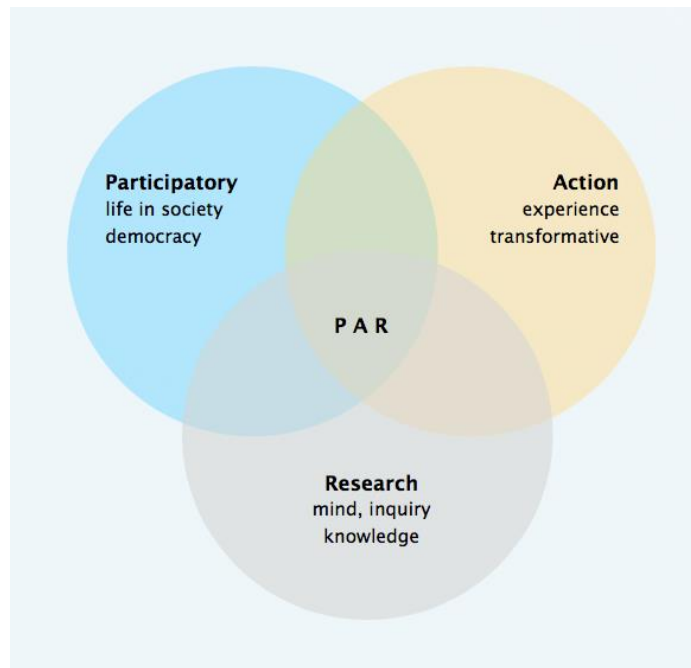 Participatory
life in society
democracy
Action
experience
transformative
P A R
Research
mind, inquiry
knowledge